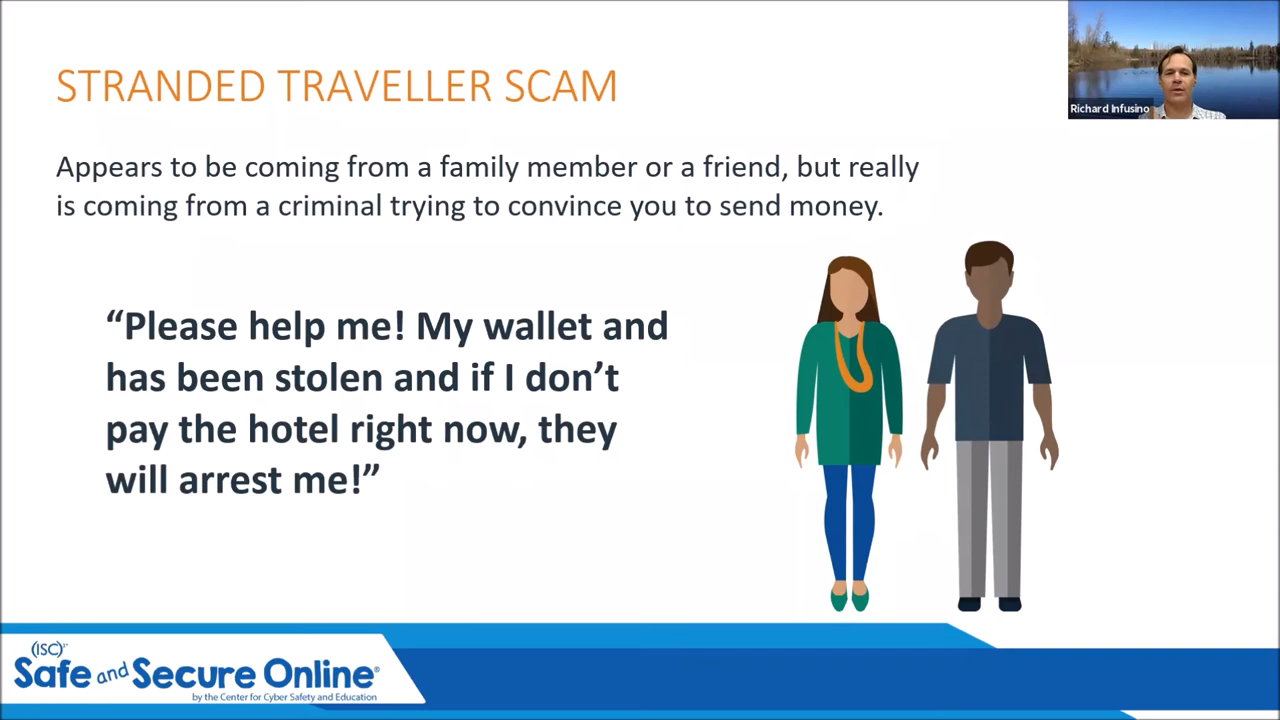 STRANDED TRAVELLER SCAM
Richard Infusino
Appears to be coming from a family member or a friend, but really
is coming from a criminal trying to convince you to send money.
“Please help me! My wallet and
has been stolen and if I don’t
pay the hotel right now, they
will arrest me!”
(ISC)²
Safe and Secure Online®
by the Center for Cyber Safety and Education